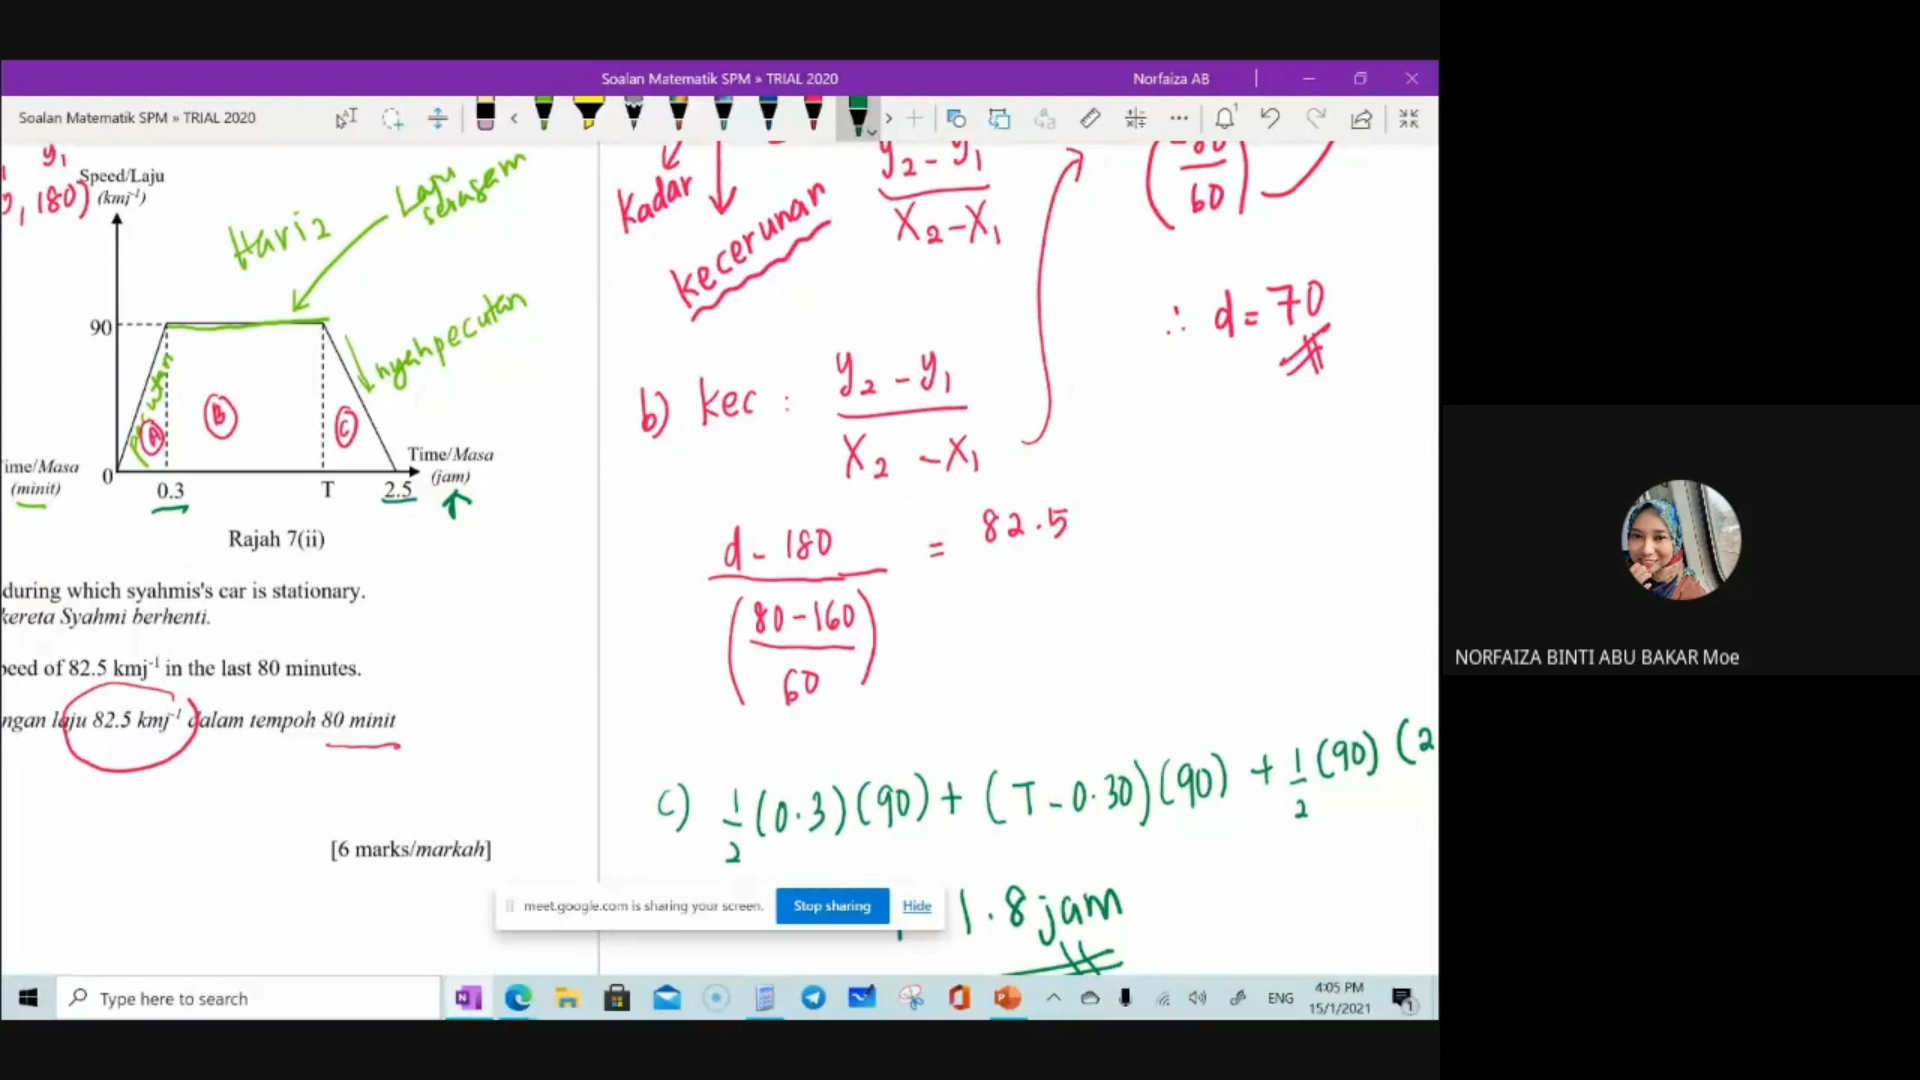 Soalan Matematik SPM » TRIAL 2020
Norfaiza AB
Soalan Matematik SPM » TRIAL 2020
y₁
, 180)
Speed/Laju
(kmj⁻¹)
Hari 2
Laju
seragam
nyahpecutan
90
A
B
C
0
0.3
T
2.5
Time/Masa
(jam)
ime/Masa
(minit)
Rajah 7(ii)
during which syahmis's car is stationary.
kereta Syahmi berhenti.
peed of 82.5 kmj⁻¹ in the last 80 minutes.
ngan laju 82.5 kmj⁻¹ dalam tempoh 80 minit
[6 marks/markah]
Kadar
kecerunan
y₂ - y₁
x₂ - x₁
60
∴ d = 70
b) Kec : y₂ - y₁
x₂ - x₁
d - 180 = 82.5
(80 - 160
60)
c) 1/2 (0.3)(90) + (T - 0.30)(90) + 1/2 (90) (2
1.8 jam
meet.google.com is sharing your screen.
Stop sharing
Hide
Type here to search
ENG
4:05 PM
15/1/2021
NORFAIZA BINTI ABU BAKAR Moe